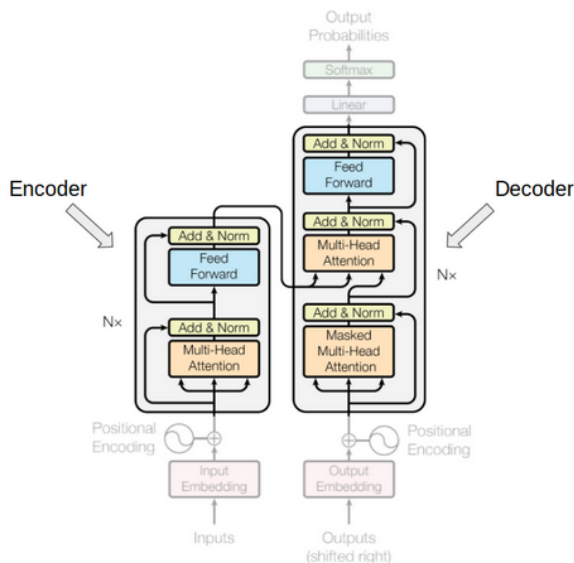 Output
Probabilities
Softmax
Linear
Add & Norm
Feed
Forward
Add & Norm
Multi-Head
Attention
Add & Norm
Masked
Multi-Head
Attention
Nx
Decoder
Encoder
Add & Norm
Feed
Forward
Nx
Add & Norm
Multi-Head
Attention
Positional
Encoding
Input
Embedding
Inputs
Positional
Encoding
Output
Embedding
Outputs
(shifted right)